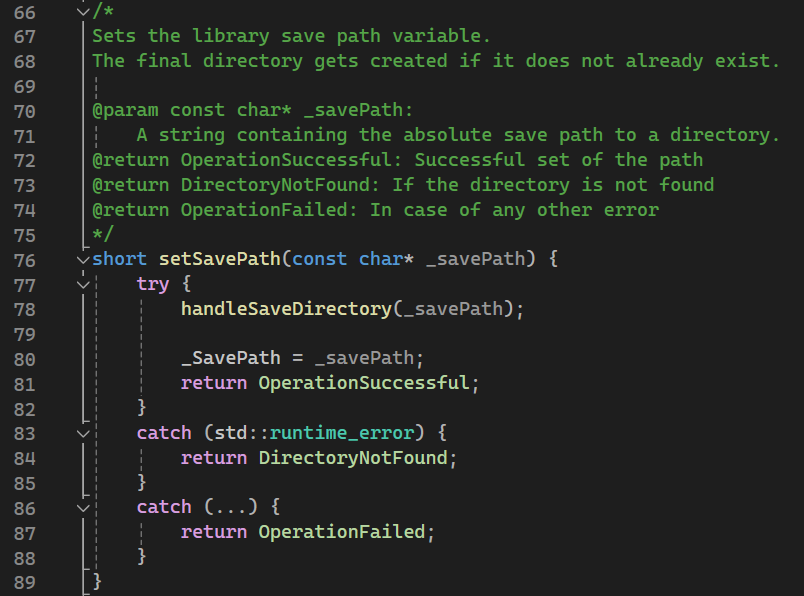 66 /*
67 Sets the library save path variable.
68 The final directory gets created if it does not already exist.
69
70 @param const char* _savePath:
71     A string containing the absolute save path to a directory.
72 @return OperationSuccessful: Successful set of the path
73 @return DirectoryNotFound: If the directory is not found
74 @return OperationFailed: In case of any other error
75 */
76 short setSavePath(const char* _savePath) {
77     try {
78         handleSaveDirectory(_savePath);
79
80         _SavePath = _savePath;
81         return OperationSuccessful;
82     }
83     catch (std::runtime_error) {
84         return DirectoryNotFound;
85     }
86     catch (...) {
87         return OperationFailed;
88     }
89 }